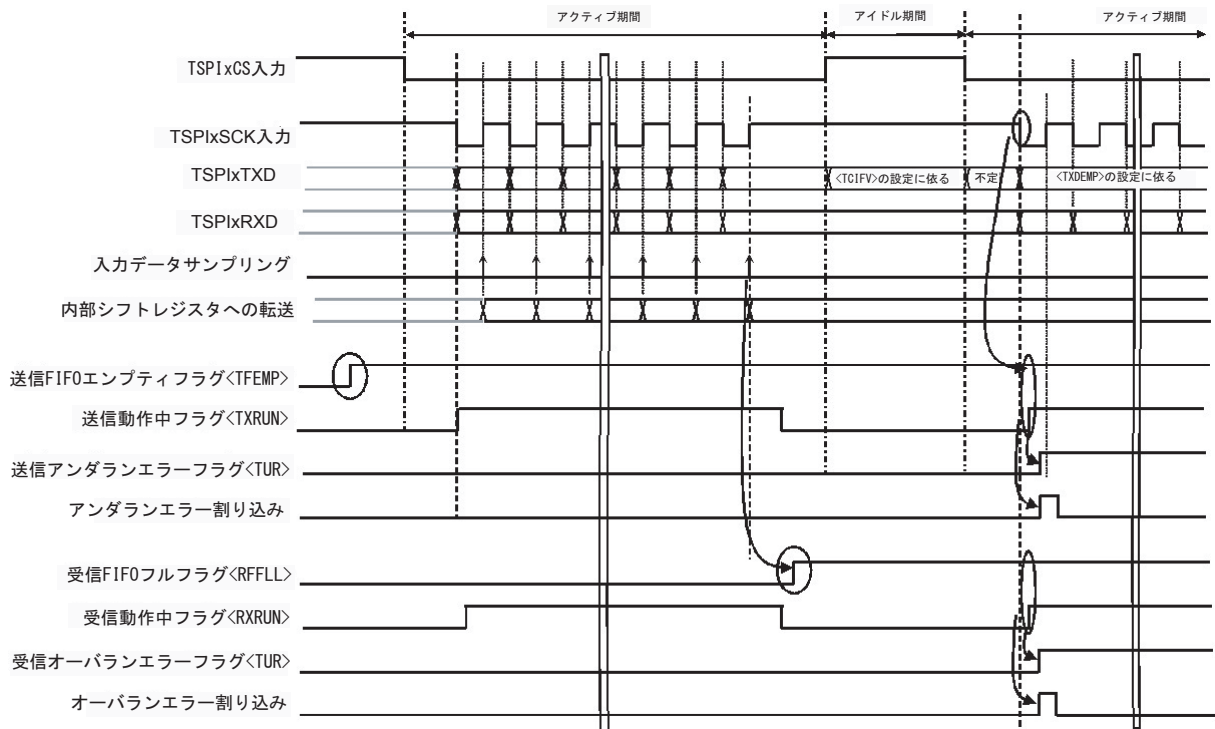 アクティブ期間
アイドル期間
アクティブ期間
TSPIxCS入力
TSPIxSCK入力
TSPIxTXD
<TCIFV>の設定に依る
不定
<TXDEMP>の設定に依る
TSPIxRXD
入力データサンプリング
内部シフトレジスタへの転送
送信FIFOエンプティフラグ<TFEMP>
送信動作中フラグ<TXRUN>
送信アンダランエラーフラグ<TUR>
アンダランエラー割り込み
受信FIFOフルフラグ<RFFLL>
受信動作中フラグ<RXRUN>
受信オーバランエラーフラグ<TUR>
オーバランエラー割り込み